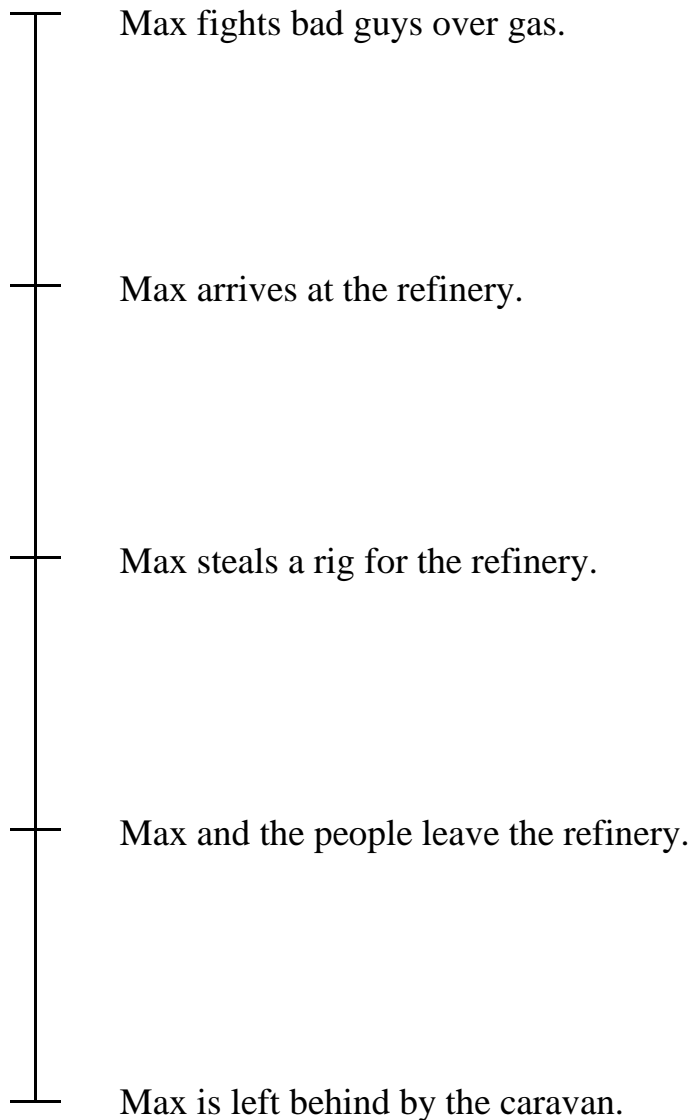 Max fights bad guys over gas.
Max arrives at the refinery.
Max steals a rig for the refinery.
Max and the people leave the refinery.
Max is left behind by the caravan.